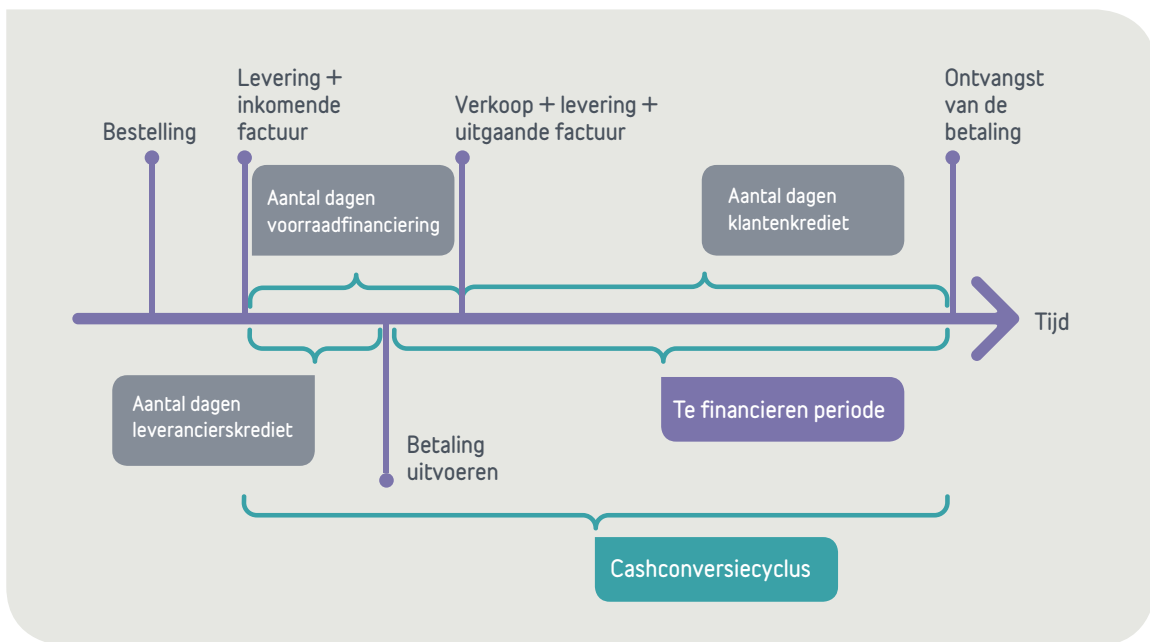 Bestelling
Levering +
inkomende
factuur
Verkoop + levering +
uitgaande factuur
Ontvangst
van de
betaling
Aantal dagen
voorraadfinanciering
Aantal dagen
klantenkrediet
Tijd
Aantal dagen
leverancierskrediet
Te financieren periode
Betaling
uitvoeren
Cashconversiecyclus